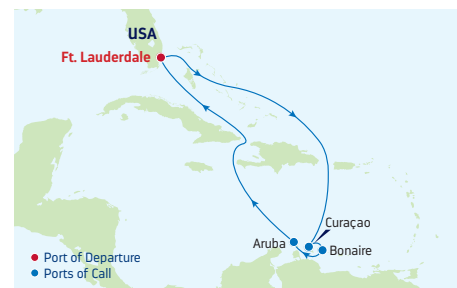 USA
Ft. Lauderdale
Curaçao
Aruba
Bonaire
Port of Departure
Ports of Call